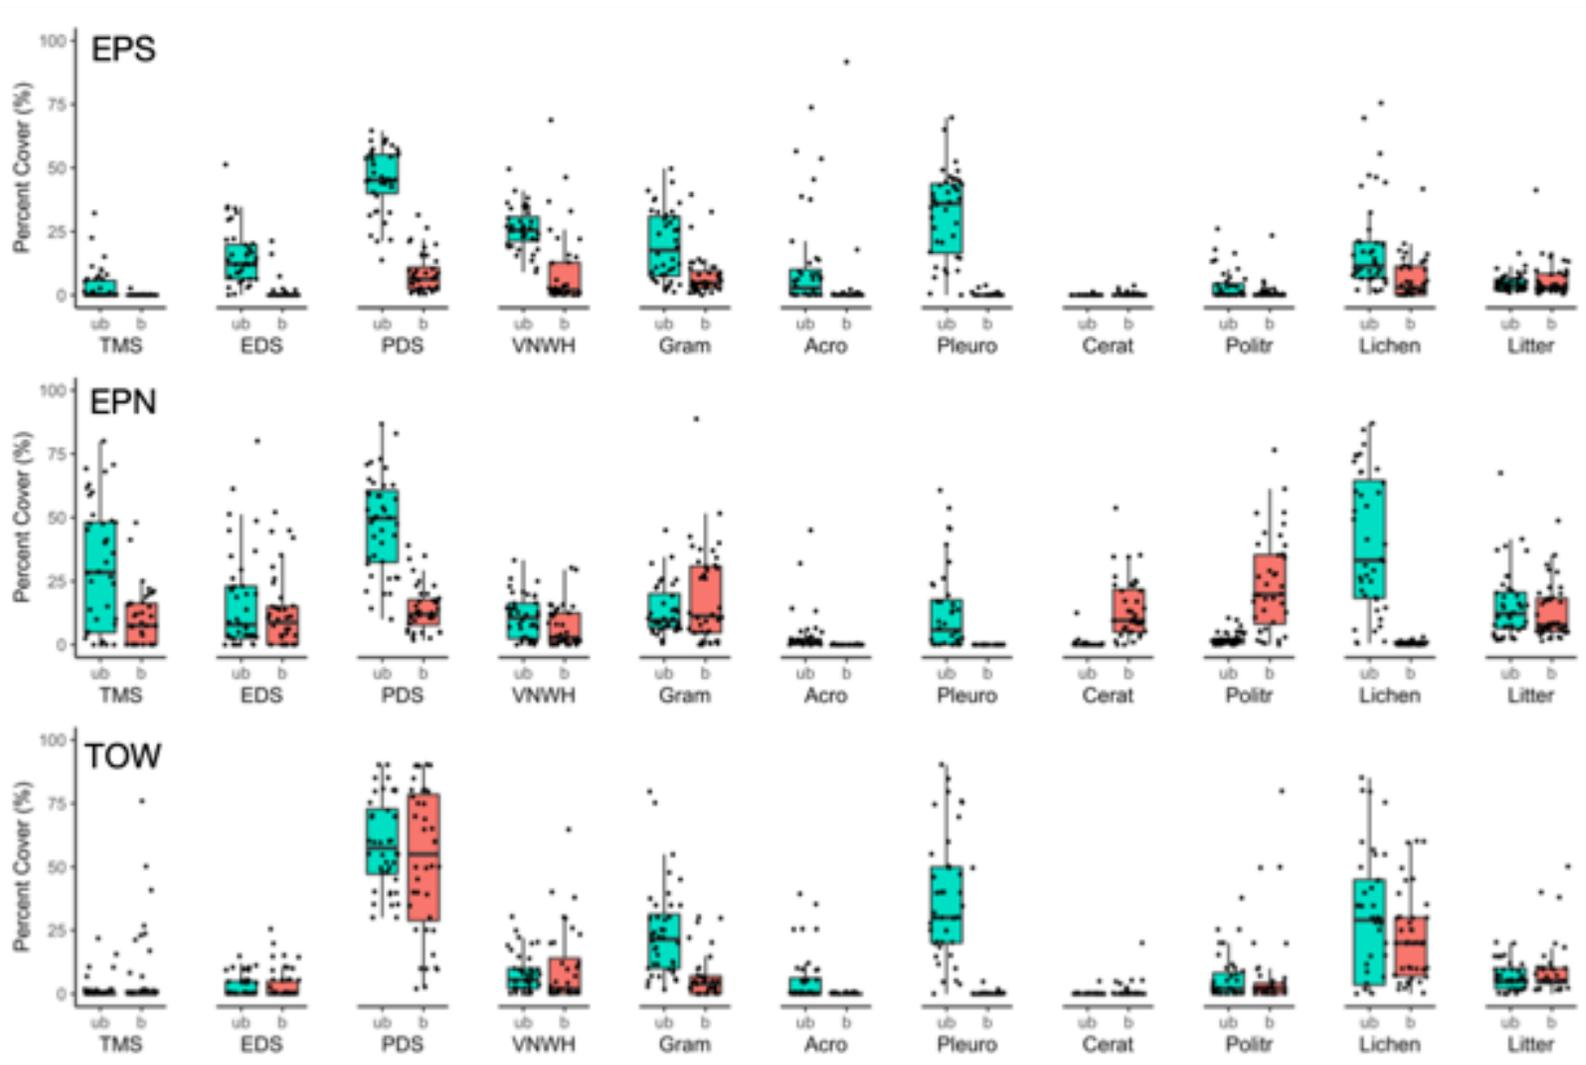 EPS
Percent Cover (%)
100
75
50
25
0
ub b ub b ub b ub b ub b ub b ub b ub b ub b ub b ub b
TMS EDS PDS VNWH Gram Acro Pleuro Cerat Politr Lichen Litter
EPN
Percent Cover (%)
100
75
50
25
0
ub b ub b ub b ub b ub b ub b ub b ub b ub b ub b ub b
TMS EDS PDS VNWH Gram Acro Pleuro Cerat Politr Lichen Litter
TOW
Percent Cover (%)
100
75
50
25
0
ub b ub b ub b ub b ub b ub b ub b ub b ub b ub b ub b
TMS EDS PDS VNWH Gram Acro Pleuro Cerat Politr Lichen Litter